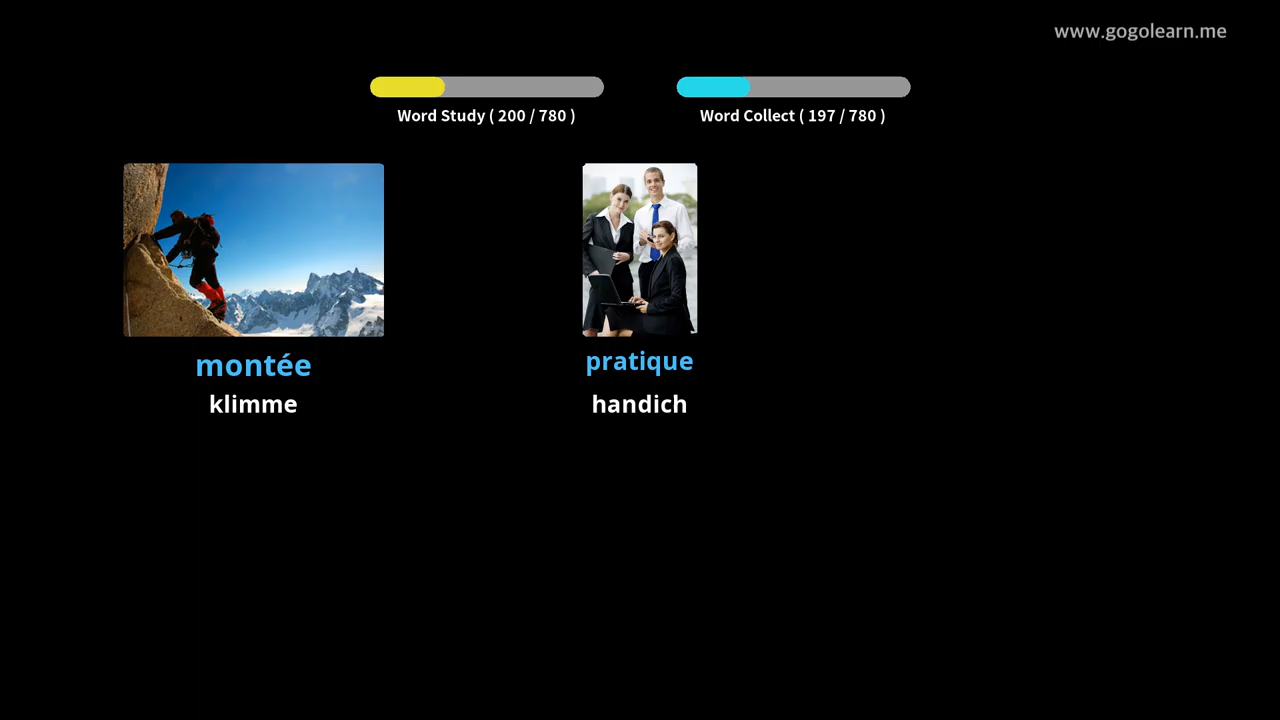 www.gogolearn.me
Word Study ( 200 / 780 )
Word Collect ( 197 / 780 )
montée
klimme
pratique
handich